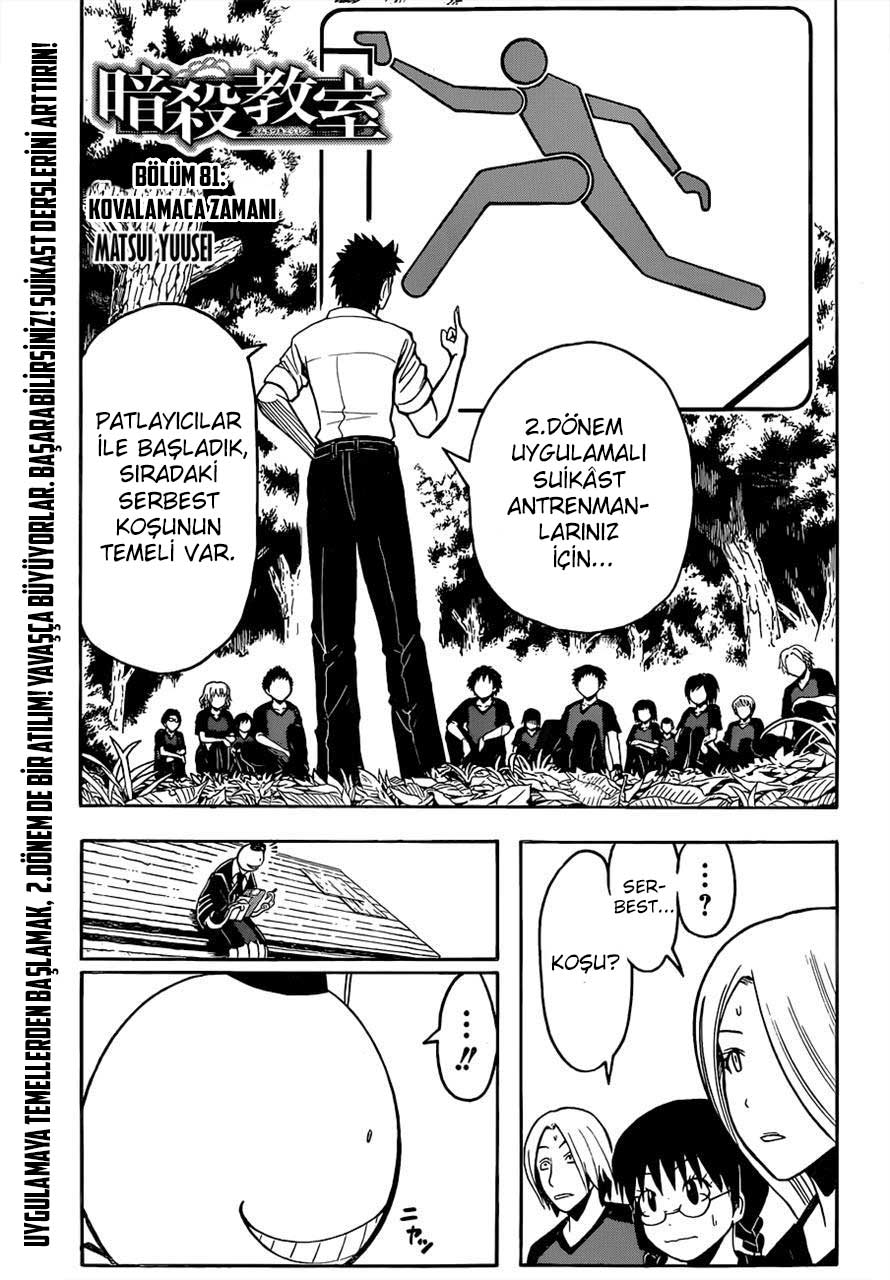 UYGULAMAYA TEMELLERDEN BAŞLAMAK, 2.DÖNEM DE BİR ATILIM! YAVAŞÇA BÜYÜYORLAR. BAŞARABİLİRSİNİZ! SUİKAST DERSLERİNİ ARTTIRIN!
暗殺教室
BÖLÜM 81:
KOVALAMACA ZAMANI
MATSUI YUUSEI
2.DÖNEM
UYGULAMALI
SUİKÂST
ANTRENMAN-
LARINIZ
İÇİN...
PATLAYICILAR
İLE BAŞLADIK,
SIRADAKİ
SERBEST
KOŞUNUN
TEMELİ VAR.
...?
SER-
BEST...
KOŞU?
...!!
ニヤッ